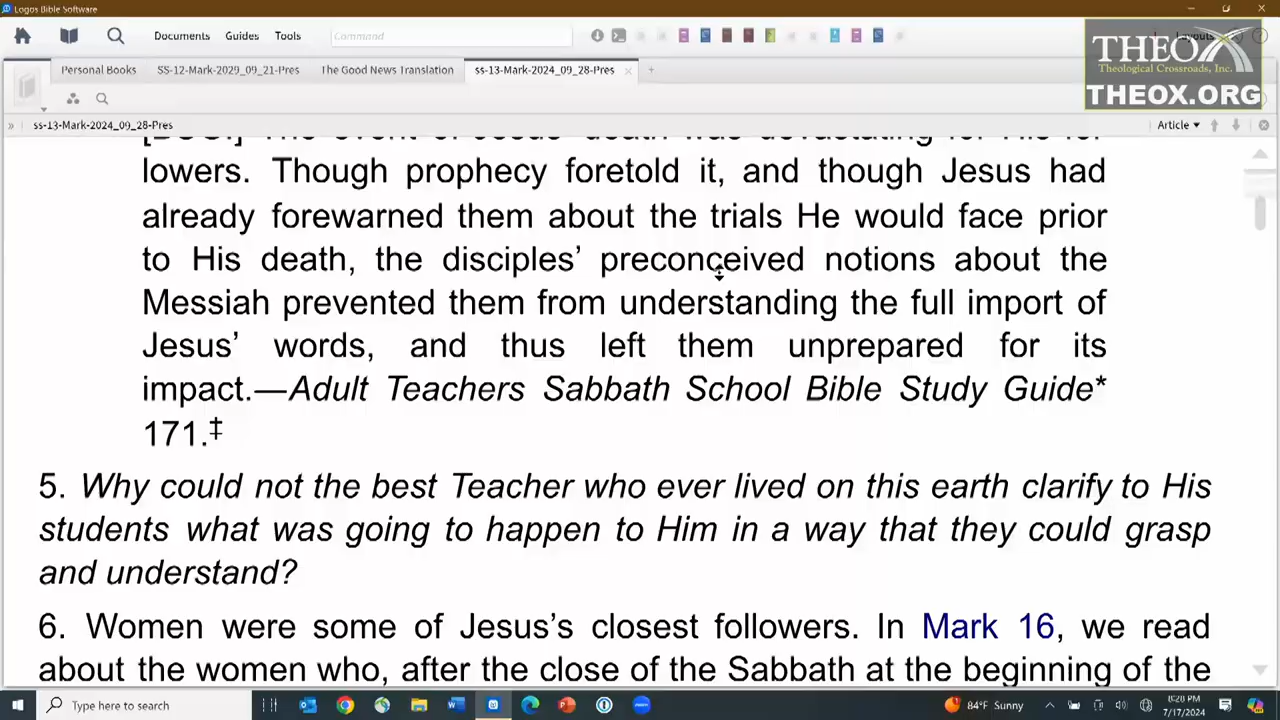 Logos Bible Software
Documents Guides Tools Command
THEOX
Theological Crossroads, Inc.
THEOX.ORG
Personal Books SS-12-Mark-2029_09_21-Pres The Good News Translation ss-13-Mark-2024_09_28-Pres
ss-13-Mark-2024_09_28-Pres Article
lowers. Though prophecy foretold it, and though Jesus had
already forewarned them about the trials He would face prior
to His death, the disciples’ preconceived notions about the
Messiah prevented them from understanding the full import of
Jesus’ words, and thus left them unprepared for its
impact.—Adult Teachers Sabbath School Bible Study Guide*
171.‡
5. Why could not the best Teacher who ever lived on this earth clarify to His
students what was going to happen to Him in a way that they could grasp
and understand?
6. Women were some of Jesus’s closest followers. In Mark 16, we read
about the women who, after the close of the Sabbath at the beginning of the
Type here to search 84°F Sunny 8:28 PM
7/17/2024